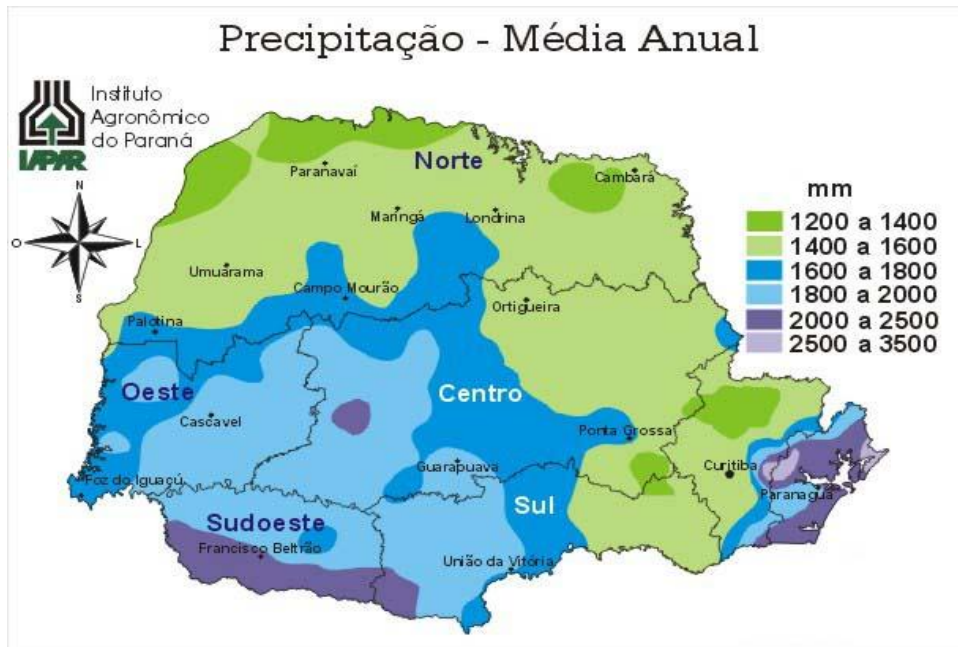 Precipitação - Média Anual
Instituto
Agronômico
do Paraná
IAPAR
N
O
L
S
Norte
Paranavaí
Cambará
Maringá
Londrina
Umuarama
Campo Mourão
Ortigueira
Palotina
Oeste
Centro
Cascavel
Ponta Grossa
Guarapuava
Curitiba
Foz do Iguaçú
Paranaguá
Sul
Sudoeste
Francisco Beltrão
União da Vitória
mm
1200 a 1400
1400 a 1600
1600 a 1800
1800 a 2000
2000 a 2500
2500 a 3500